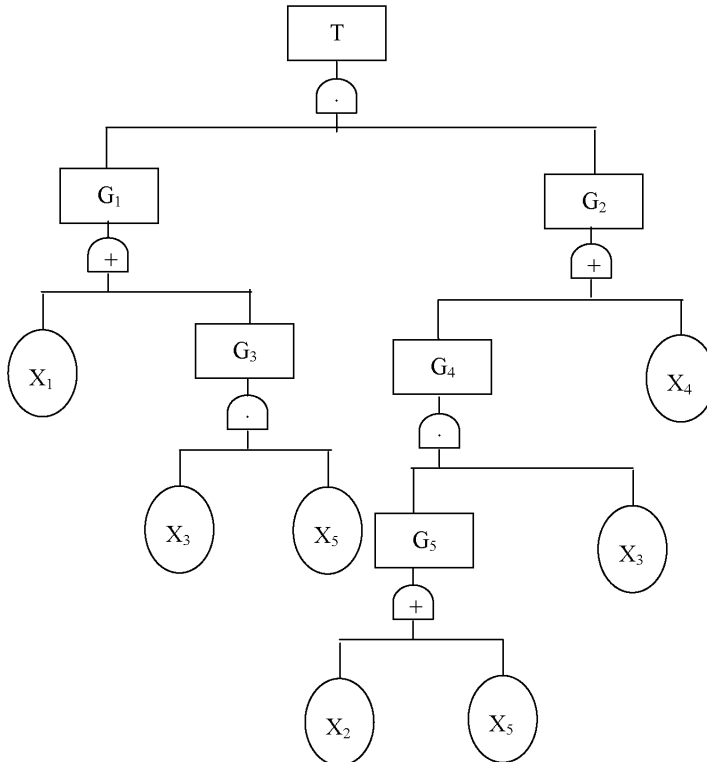 T
.
G₁
G₂
+
+
X₁
G₃
G₄
X₄
.
.
X₃
X₅
G₅
X₃
+
X₂
X₅